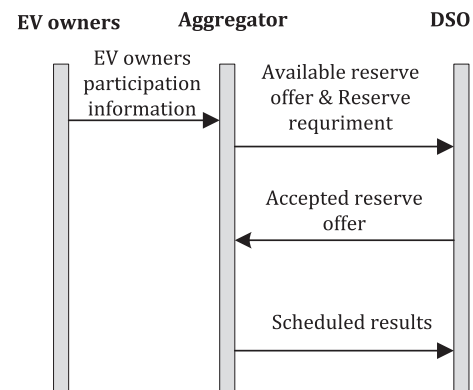 EV owners
Aggregator
DSO
EV owners
participation
information
Available reserve
offer & Reserve
requriment
Accepted reserve
offer
Scheduled results